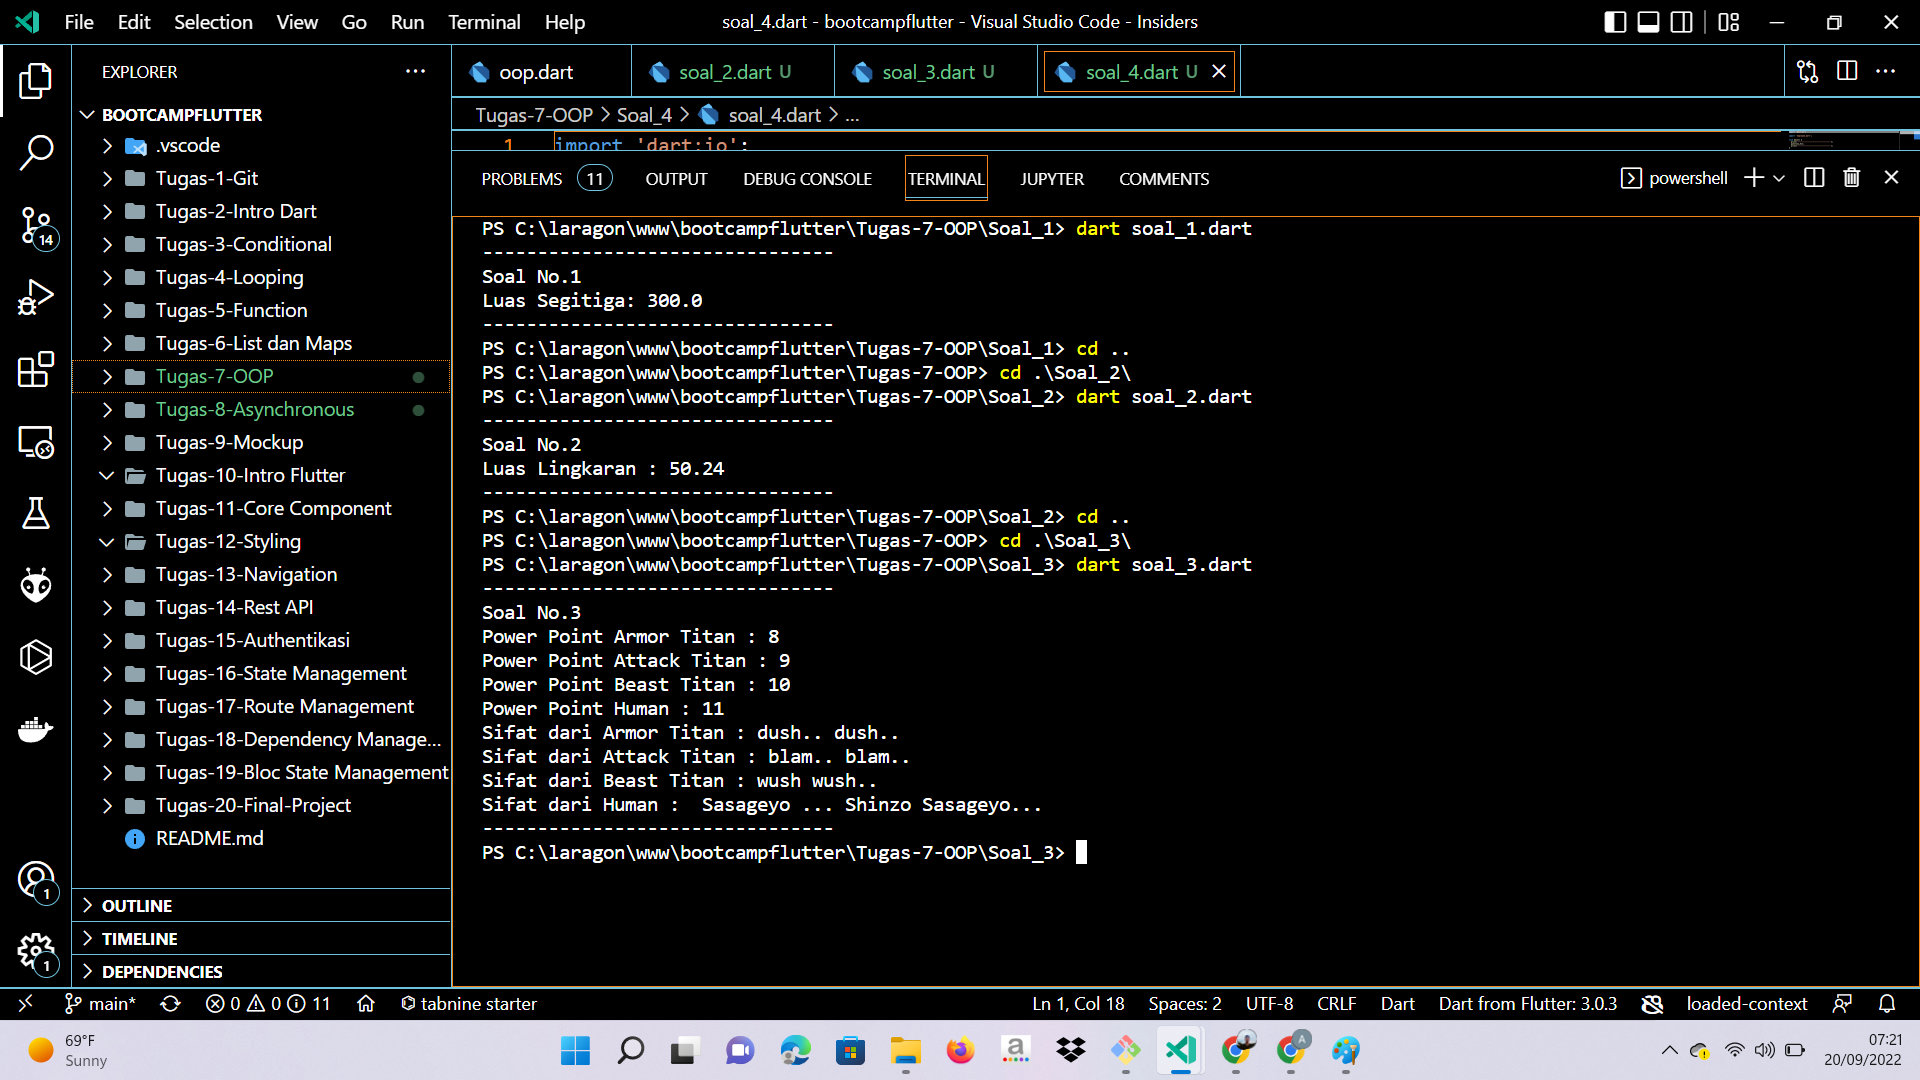 File Edit Selection View Go Run Terminal Help
soal_4.dart - bootcampflutter - Visual Studio Code - Insiders
EXPLORER
BOOTCAMPFLUTTER
.vscode
Tugas-1-Git
Tugas-2-Intro Dart
Tugas-3-Conditional
Tugas-4-Looping
Tugas-5-Function
Tugas-6-List dan Maps
Tugas-7-OOP
Tugas-8-Asynchronous
Tugas-9-Mockup
Tugas-10-Intro Flutter
Tugas-11-Core Component
Tugas-12-Styling
Tugas-13-Navigation
Tugas-14-Rest API
Tugas-15-Authentikasi
Tugas-16-State Management
Tugas-17-Route Management
Tugas-18-Dependency Manage...
Tugas-19-Bloc State Management
Tugas-20-Final-Project
README.md
OUTLINE
TIMELINE
DEPENDENCIES
14
1
1
oop.dart
soal_2.dart U
soal_3.dart U
soal_4.dart U
Tugas-7-OOP > Soal_4 > soal_4.dart > ...
1 import 'dart:io';
PROBLEMS 11 OUTPUT DEBUG CONSOLE TERMINAL JUPYTER COMMENTS
powershell
PS C:\laragon\www\bootcampflutter\Tugas-7-OOP\Soal_1> dart soal_1.dart
--------------------------------
Soal No.1
Luas Segitiga: 300.0
--------------------------------
PS C:\laragon\www\bootcampflutter\Tugas-7-OOP\Soal_1> cd ..
PS C:\laragon\www\bootcampflutter\Tugas-7-OOP> cd .\Soal_2\
PS C:\laragon\www\bootcampflutter\Tugas-7-OOP\Soal_2> dart soal_2.dart
--------------------------------
Soal No.2
Luas Lingkaran : 50.24
--------------------------------
PS C:\laragon\www\bootcampflutter\Tugas-7-OOP\Soal_2> cd ..
PS C:\laragon\www\bootcampflutter\Tugas-7-OOP> cd .\Soal_3\
PS C:\laragon\www\bootcampflutter\Tugas-7-OOP\Soal_3> dart soal_3.dart
--------------------------------
Soal No.3
Power Point Armor Titan : 8
Power Point Attack Titan : 9
Power Point Beast Titan : 10
Power Point Human : 11
Sifat dari Armor Titan : dush.. dush..
Sifat dari Attack Titan : blam.. blam..
Sifat dari Beast Titan : wush wush..
Sifat dari Human :  Sasageyo ... Shinzo Sasageyo...
--------------------------------
PS C:\laragon\www\bootcampflutter\Tugas-7-OOP\Soal_3>
main* 0 0 11 tabnine starter
Ln 1, Col 18 Spaces: 2 UTF-8 CRLF Dart Dart from Flutter: 3.0.3 loaded-context
69°F
Sunny
a
A
07:21
20/09/2022